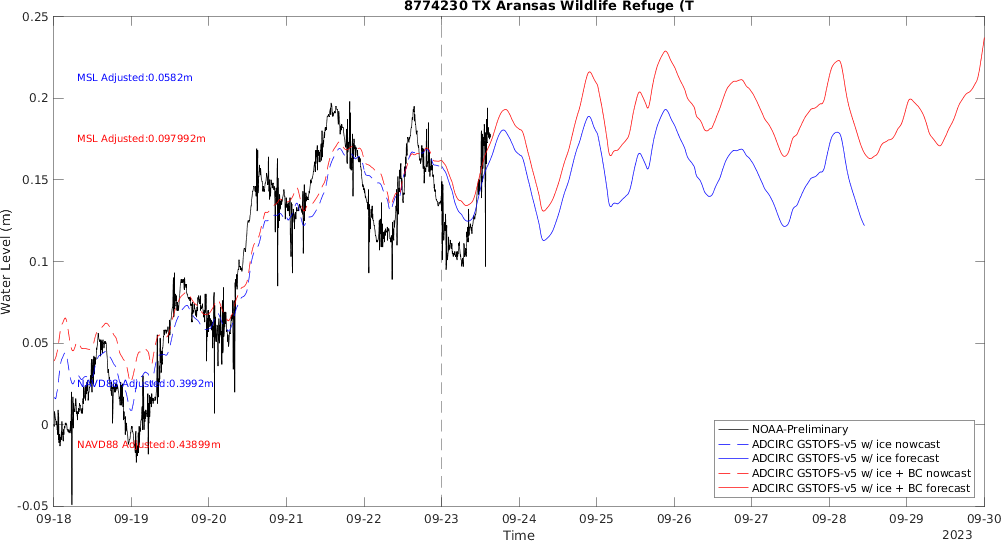 8774230 TX Aransas Wildlife Refuge (T
0.25
0.2
0.15
0.1
0.05
0
-0.05
Water Level (m)
MSL Adjusted:0.0582m
MSL Adjusted:0.097992m
NAVD88 Adjusted:0.3992m
NAVD88 Adjusted:0.43899m
NOAA-Preliminary
ADCIRC GSTOFS-v5 w/ ice nowcast
ADCIRC GSTOFS-v5 w/ ice forecast
ADCIRC GSTOFS-v5 w/ ice + BC nowcast
ADCIRC GSTOFS-v5 w/ ice + BC forecast
09-18 09-19 09-20 09-21 09-22 09-23 09-24 09-25 09-26 09-27 09-28 09-29 09-30
Time
2023